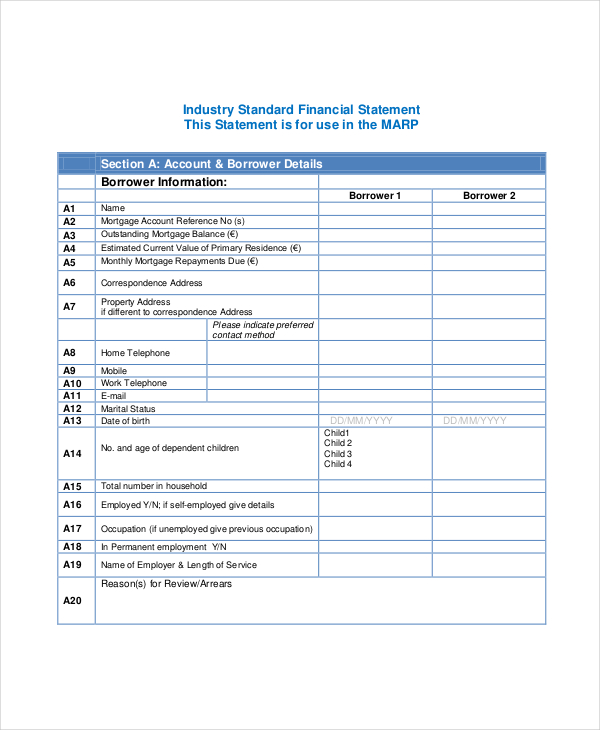 Industry Standard Financial Statement
This Statement is for use in the MARP
Section A: Account & Borrower Details
Borrower Information:
Borrower 1 Borrower 2
A1 Name
A2 Mortgage Account Reference No (s)
A3 Outstanding Mortgage Balance (€)
A4 Estimated Current Value of Primary Residence (€)
A5 Monthly Mortgage Repayments Due (€)
A6 Correspondence Address
A7 Property Address
if different to correspondence Address
Please indicate preferred
contact method
A8 Home Telephone
A9 Mobile
A10 Work Telephone
A11 E-mail
A12 Marital Status
A13 Date of birth DD/MM/YYYY DD/MM/YYYY
A14 No. and age of dependent children
Child1
Child 2
Child 3
Child 4
A15 Total number in household
A16 Employed Y/N; if self-employed give details
A17 Occupation (if unemployed give previous occupation)
A18 In Permanent employment Y/N
A19 Name of Employer & Length of Service
A20 Reason(s) for Review/Arrears